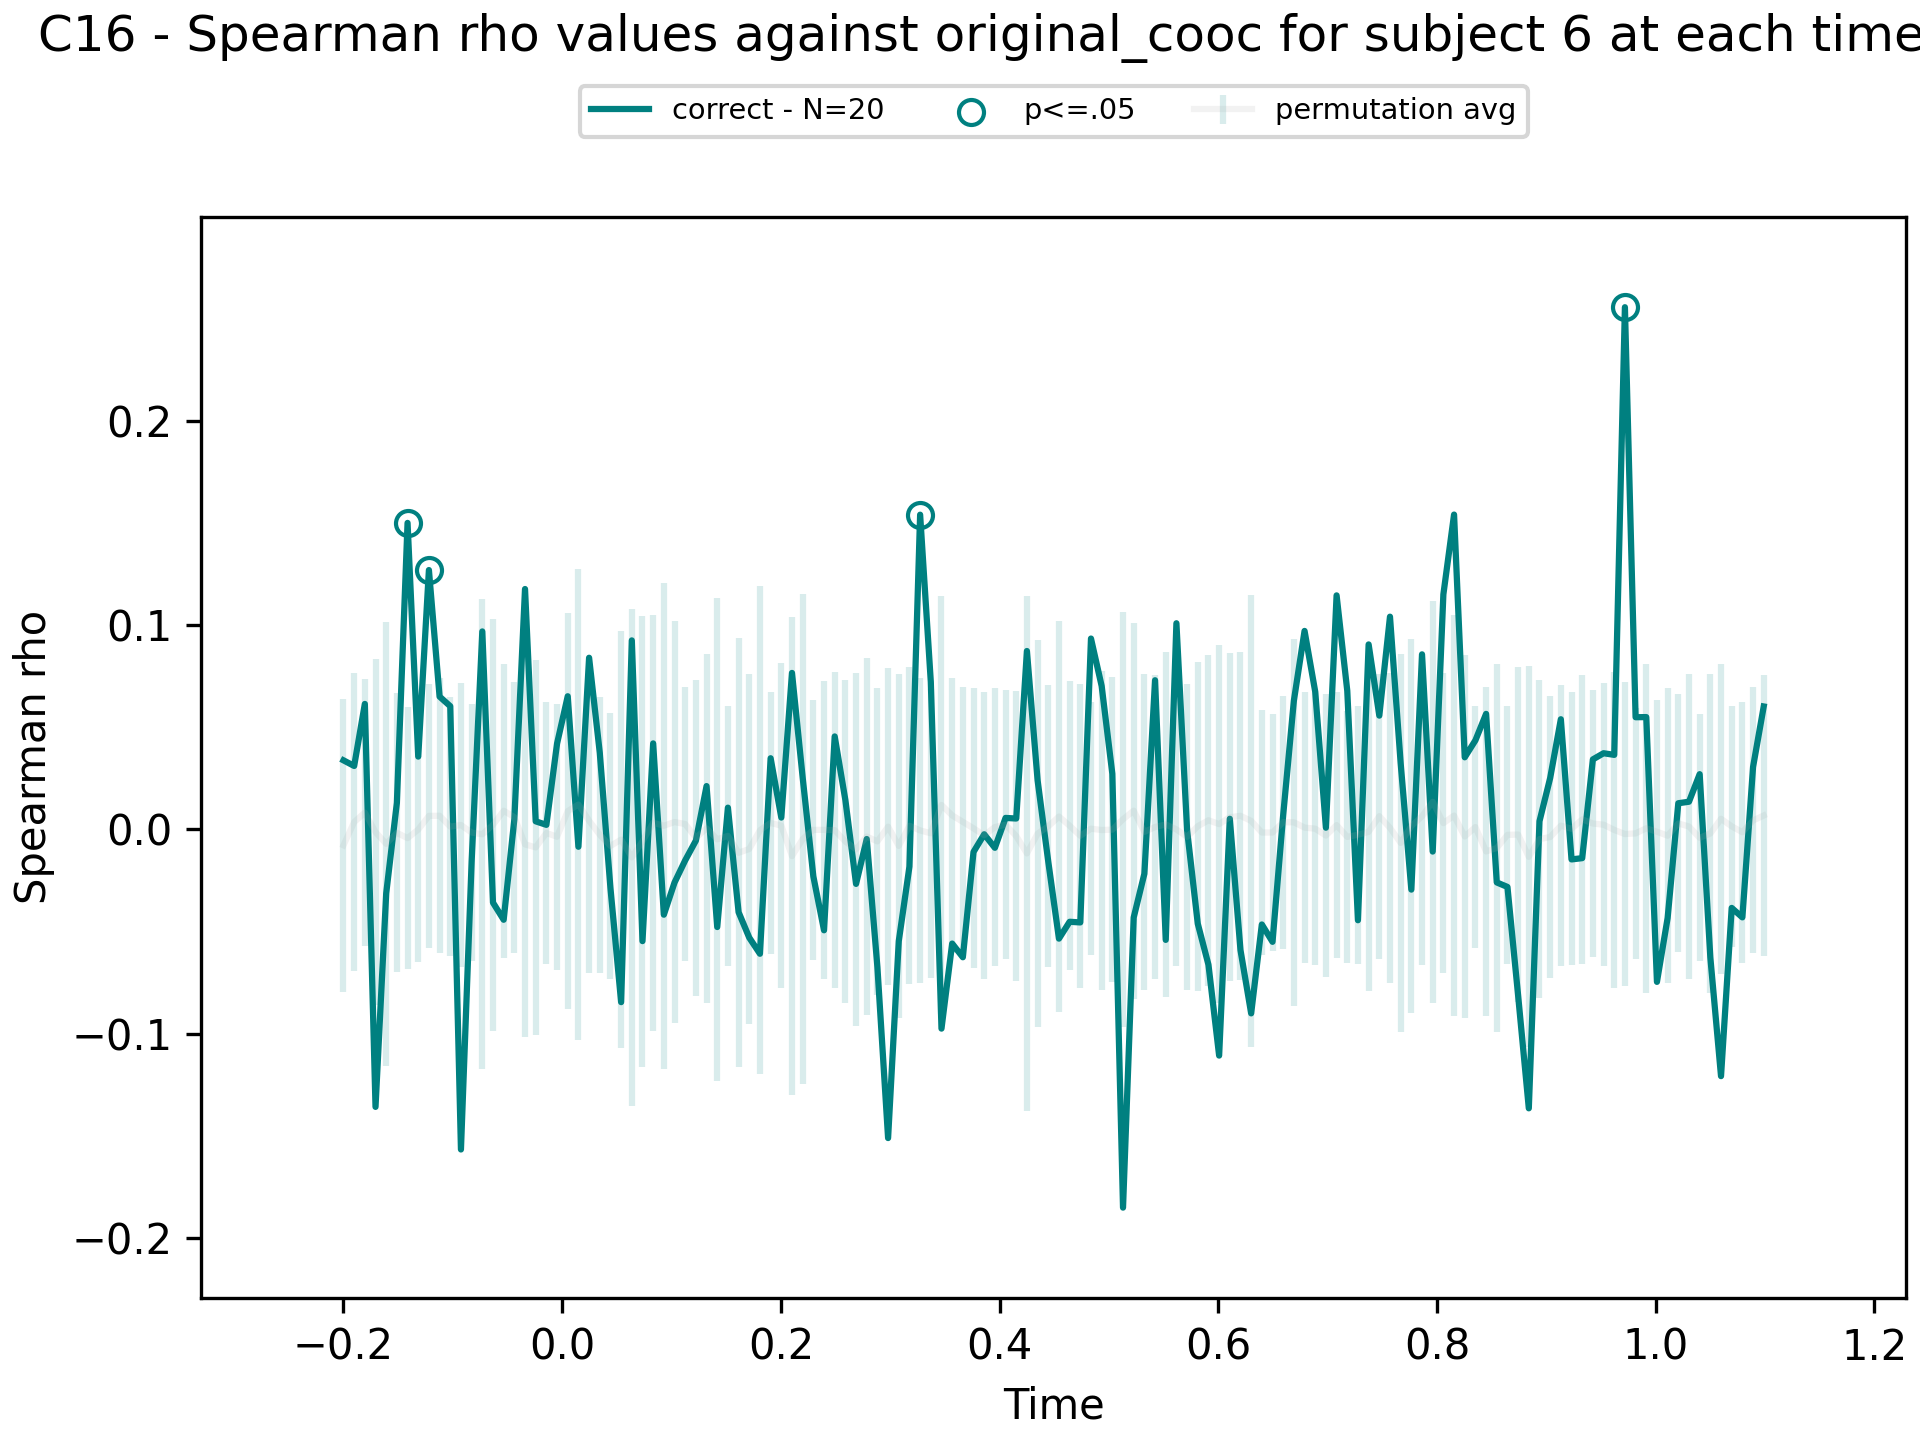 C16 - Spearman rho values against original_cooc for subject 6 at each time
correct - N=20 p<=.05 permutation avg
Spearman rho
0.2
0.1
0.0
−0.1
−0.2
−0.2 0.0 0.2 0.4 0.6 0.8 1.0 1.2
Time